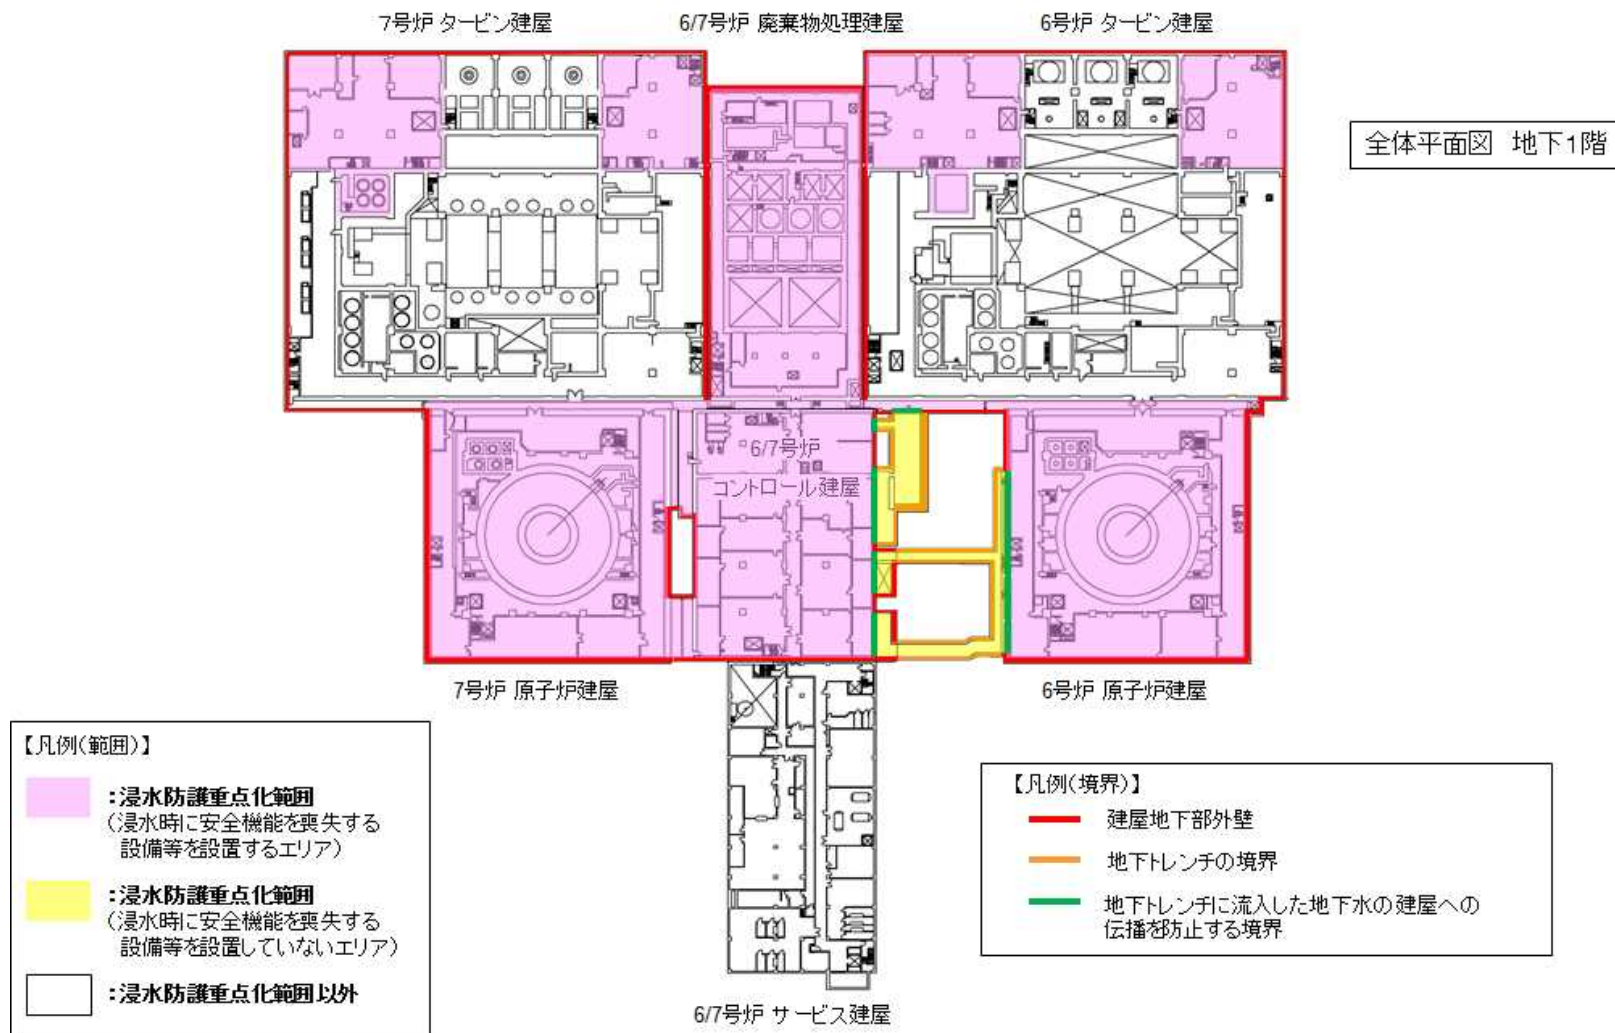 7号炉 タービン建屋
6/7号炉 廃棄物処理建屋
6号炉 タービン建屋
全体平面図 地下1階
6/7号炉
コントロール建屋
7号炉 原子炉建屋
6号炉 原子炉建屋
【凡例(範囲)】
：浸水防護重点化範囲
(浸水時に安全機能を喪失する
設備等を設置するエリア)
：浸水防護重点化範囲
(浸水時に安全機能を喪失する
設備等を設置していないエリア)
：浸水防護重点化範囲以外
【凡例(境界)】
建屋地下部外壁
地下トレンチの境界
地下トレンチに流入した地下水の建屋への
伝播を防止する境界
6/7号炉 サービス建屋